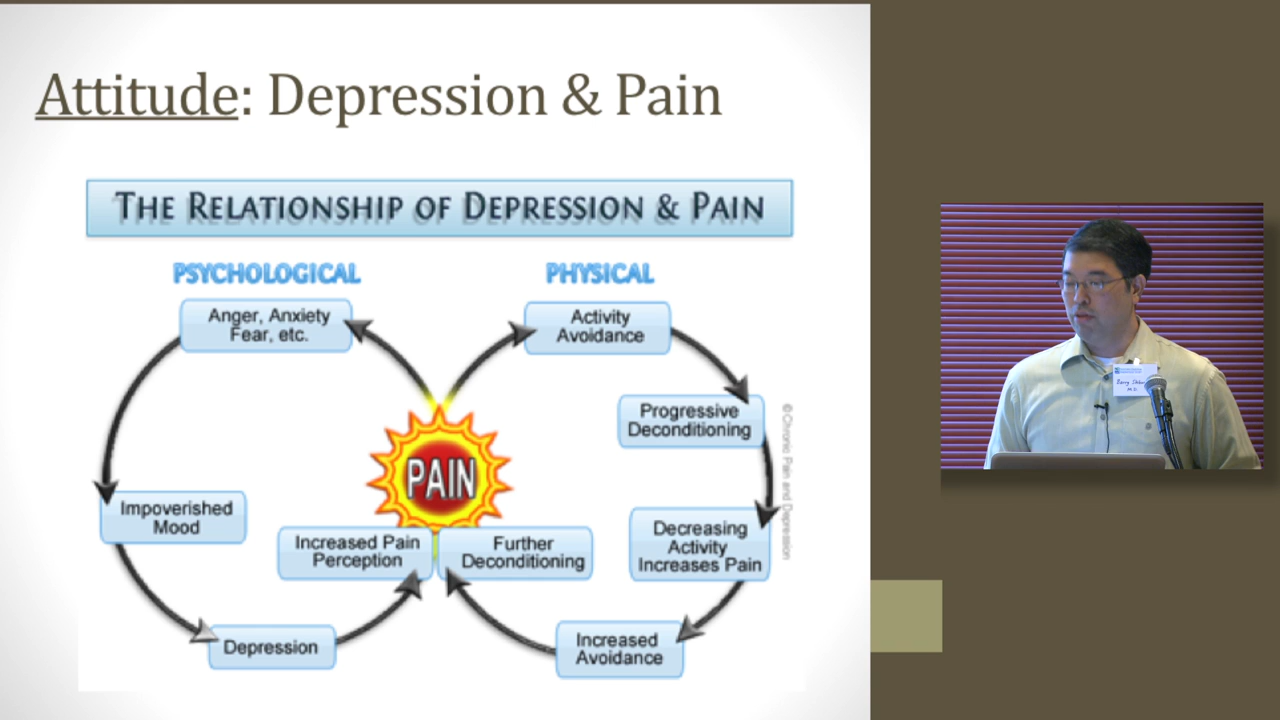 Attitude: Depression & Pain
THE RELATIONSHIP OF DEPRESSION & PAIN
PSYCHOLOGICAL
PHYSICAL
Anger, Anxiety
Fear, etc.
Activity
Avoidance
Progressive
Deconditioning
Impoverished
Mood
PAIN
Increased Pain
Perception
Further
Deconditioning
Decreasing
Activity
Increases Pain
Depression
Increased
Avoidance
© Chronic Pain and Depression
M.D.